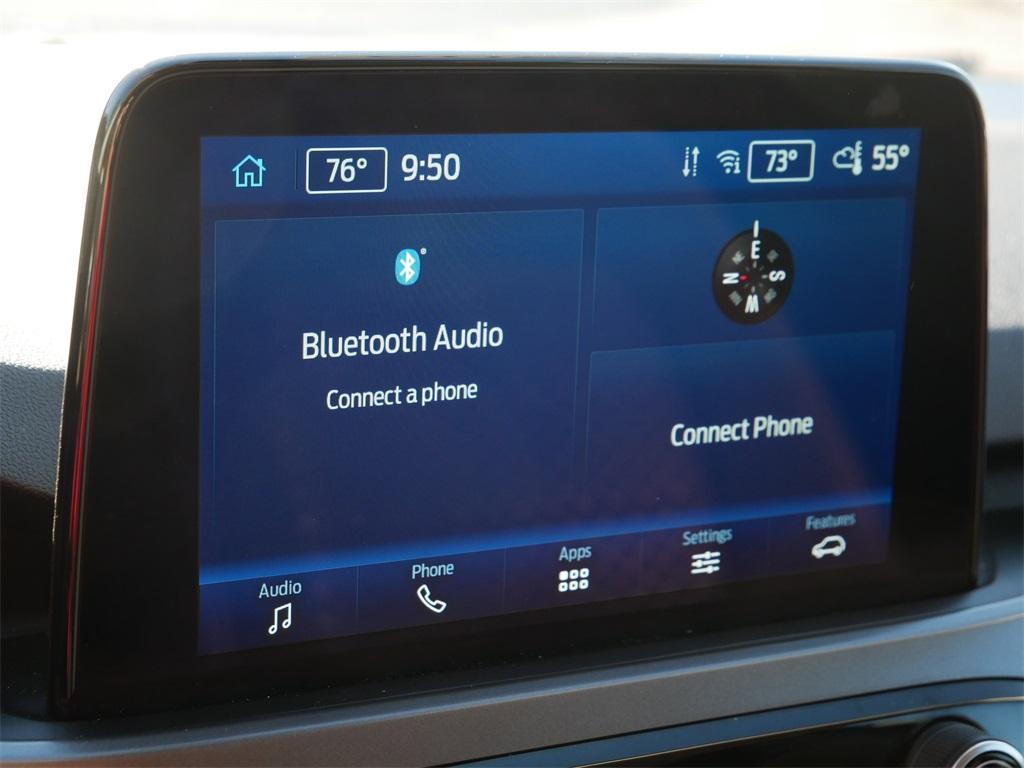 76° 9:50 73° 55°
Bluetooth Audio
Connect a phone
E
N S
W
Connect Phone
Audio Phone Apps Settings Features